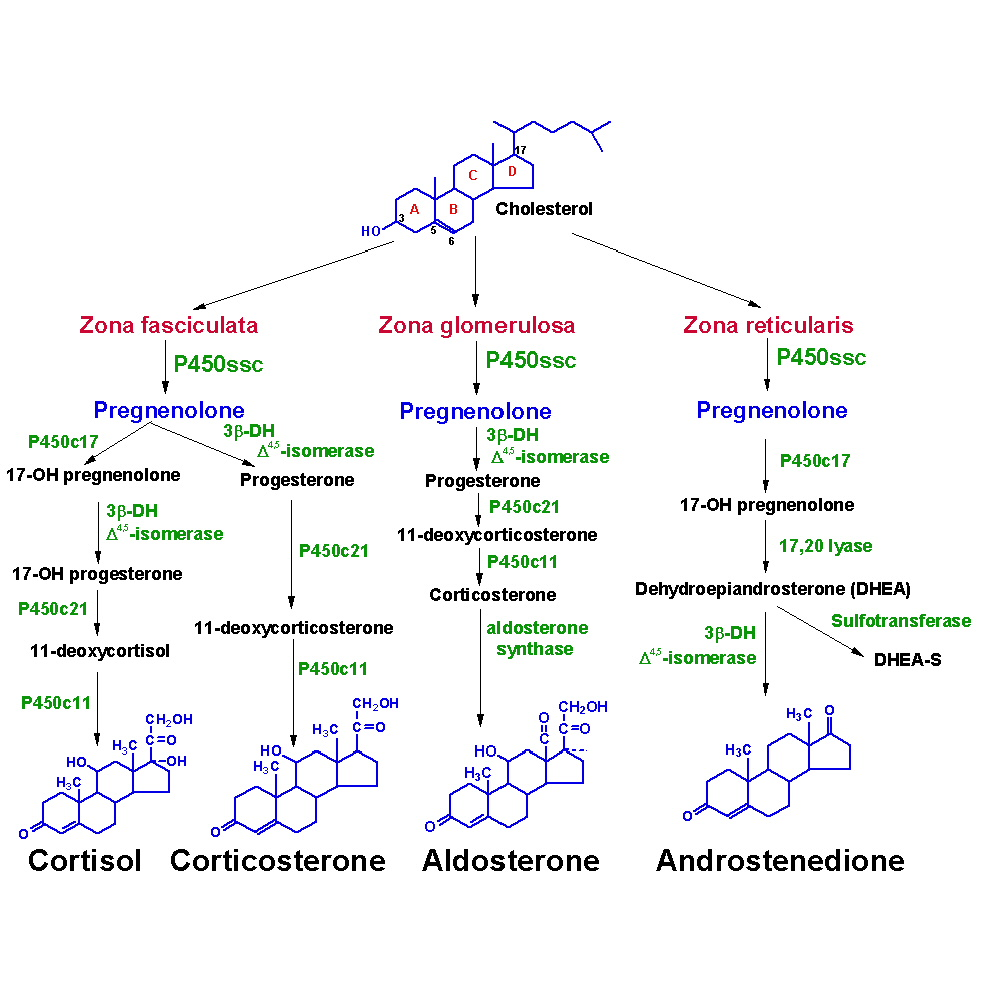 17
C
D
A
B
HO
3
5
6
Cholesterol
Zona fasciculata
Zona glomerulosa
Zona reticularis
P450ssc
P450ssc
P450ssc
Pregnenolone
Pregnenolone
Pregnenolone
P450c17
3β-DH
Δ4,5-isomerase
17-OH pregnenolone
Progesterone
3β-DH
Δ4,5-isomerase
17-OH progesterone
P450c21
11-deoxycortisol
P450c11
P450c21
11-deoxycorticosterone
P450c11
3β-DH
Δ4,5-isomerase
Progesterone
P450c21
11-deoxycorticosterone
P450c11
Corticosterone
aldosterone
synthase
P450c17
17-OH pregnenolone
17,20 lyase
Dehydroepiandrosterone (DHEA)
Sulfotransferase
3β-DH
Δ4,5-isomerase
DHEA-S
CH2OH
C=O
H3C
HO
OH
H3C
O
Cortisol
CH2OH
C=O
H3C
HO
H3C
O
Corticosterone
CH2OH
O
C
C=O
HO
H3C
O
Aldosterone
O
H3C
H3C
O
Androstenedione